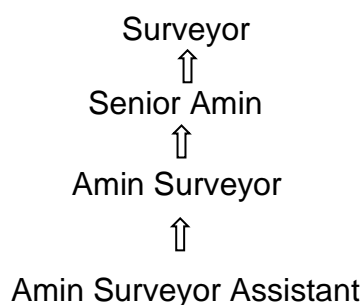 Surveyor
⇧
Senior Amin
⇧
Amin Surveyor
⇧
Amin Surveyor Assistant